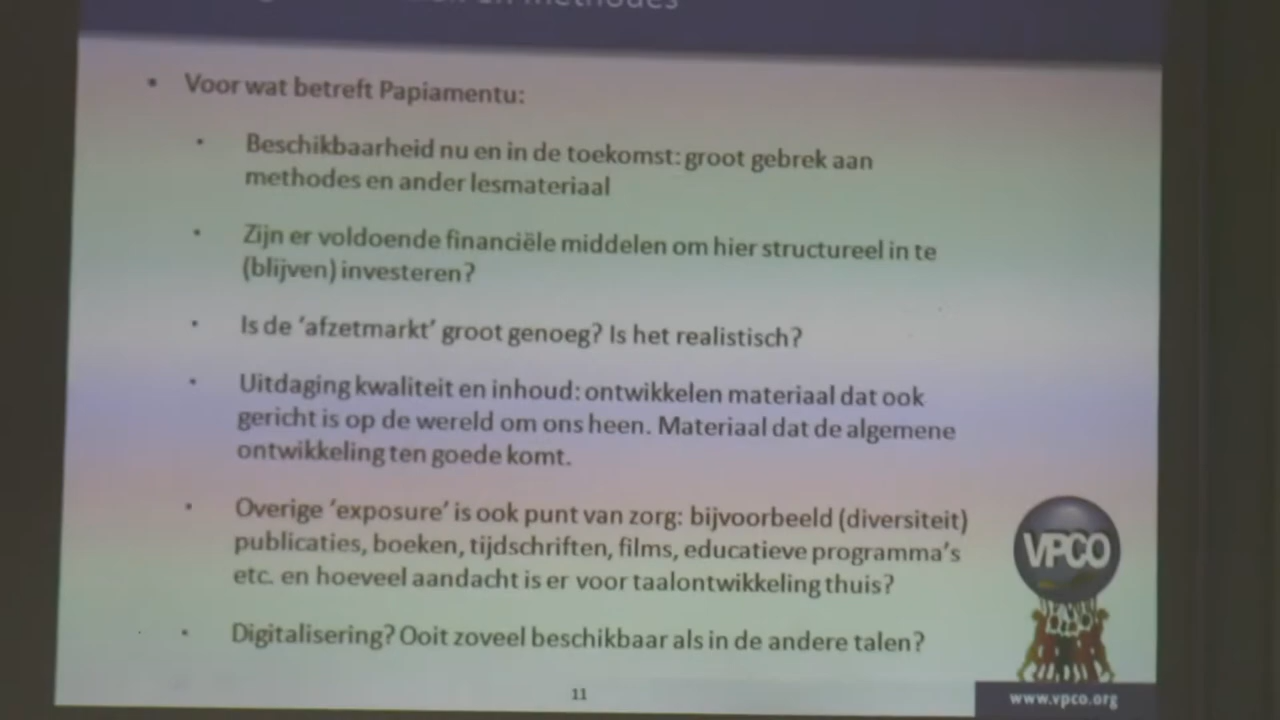 en methodes
• Voor wat betreft Papiamentu:
• Beschikbaarheid nu en in de toekomst: groot gebrek aan
methodes en ander lesmateriaal
• Zijn er voldoende financiële middelen om hier structureel in te
(blijven) investeren?
• Is de ‘afzetmarkt’ groot genoeg? Is het realistisch?
• Uitdaging kwaliteit en inhoud: ontwikkelen materiaal dat ook
gericht is op de wereld om ons heen. Materiaal dat de algemene
ontwikkeling ten goede komt.
• Overige ‘exposure’ is ook punt van zorg: bijvoorbeeld (diversiteit)
publicaties, boeken, tijdschriften, films, educatieve programma’s
etc. en hoeveel aandacht is er voor taalontwikkeling thuis?
• Digitalisering? Ooit zoveel beschikbaar als in de andere talen?
VPCO
11
www.vpco.org